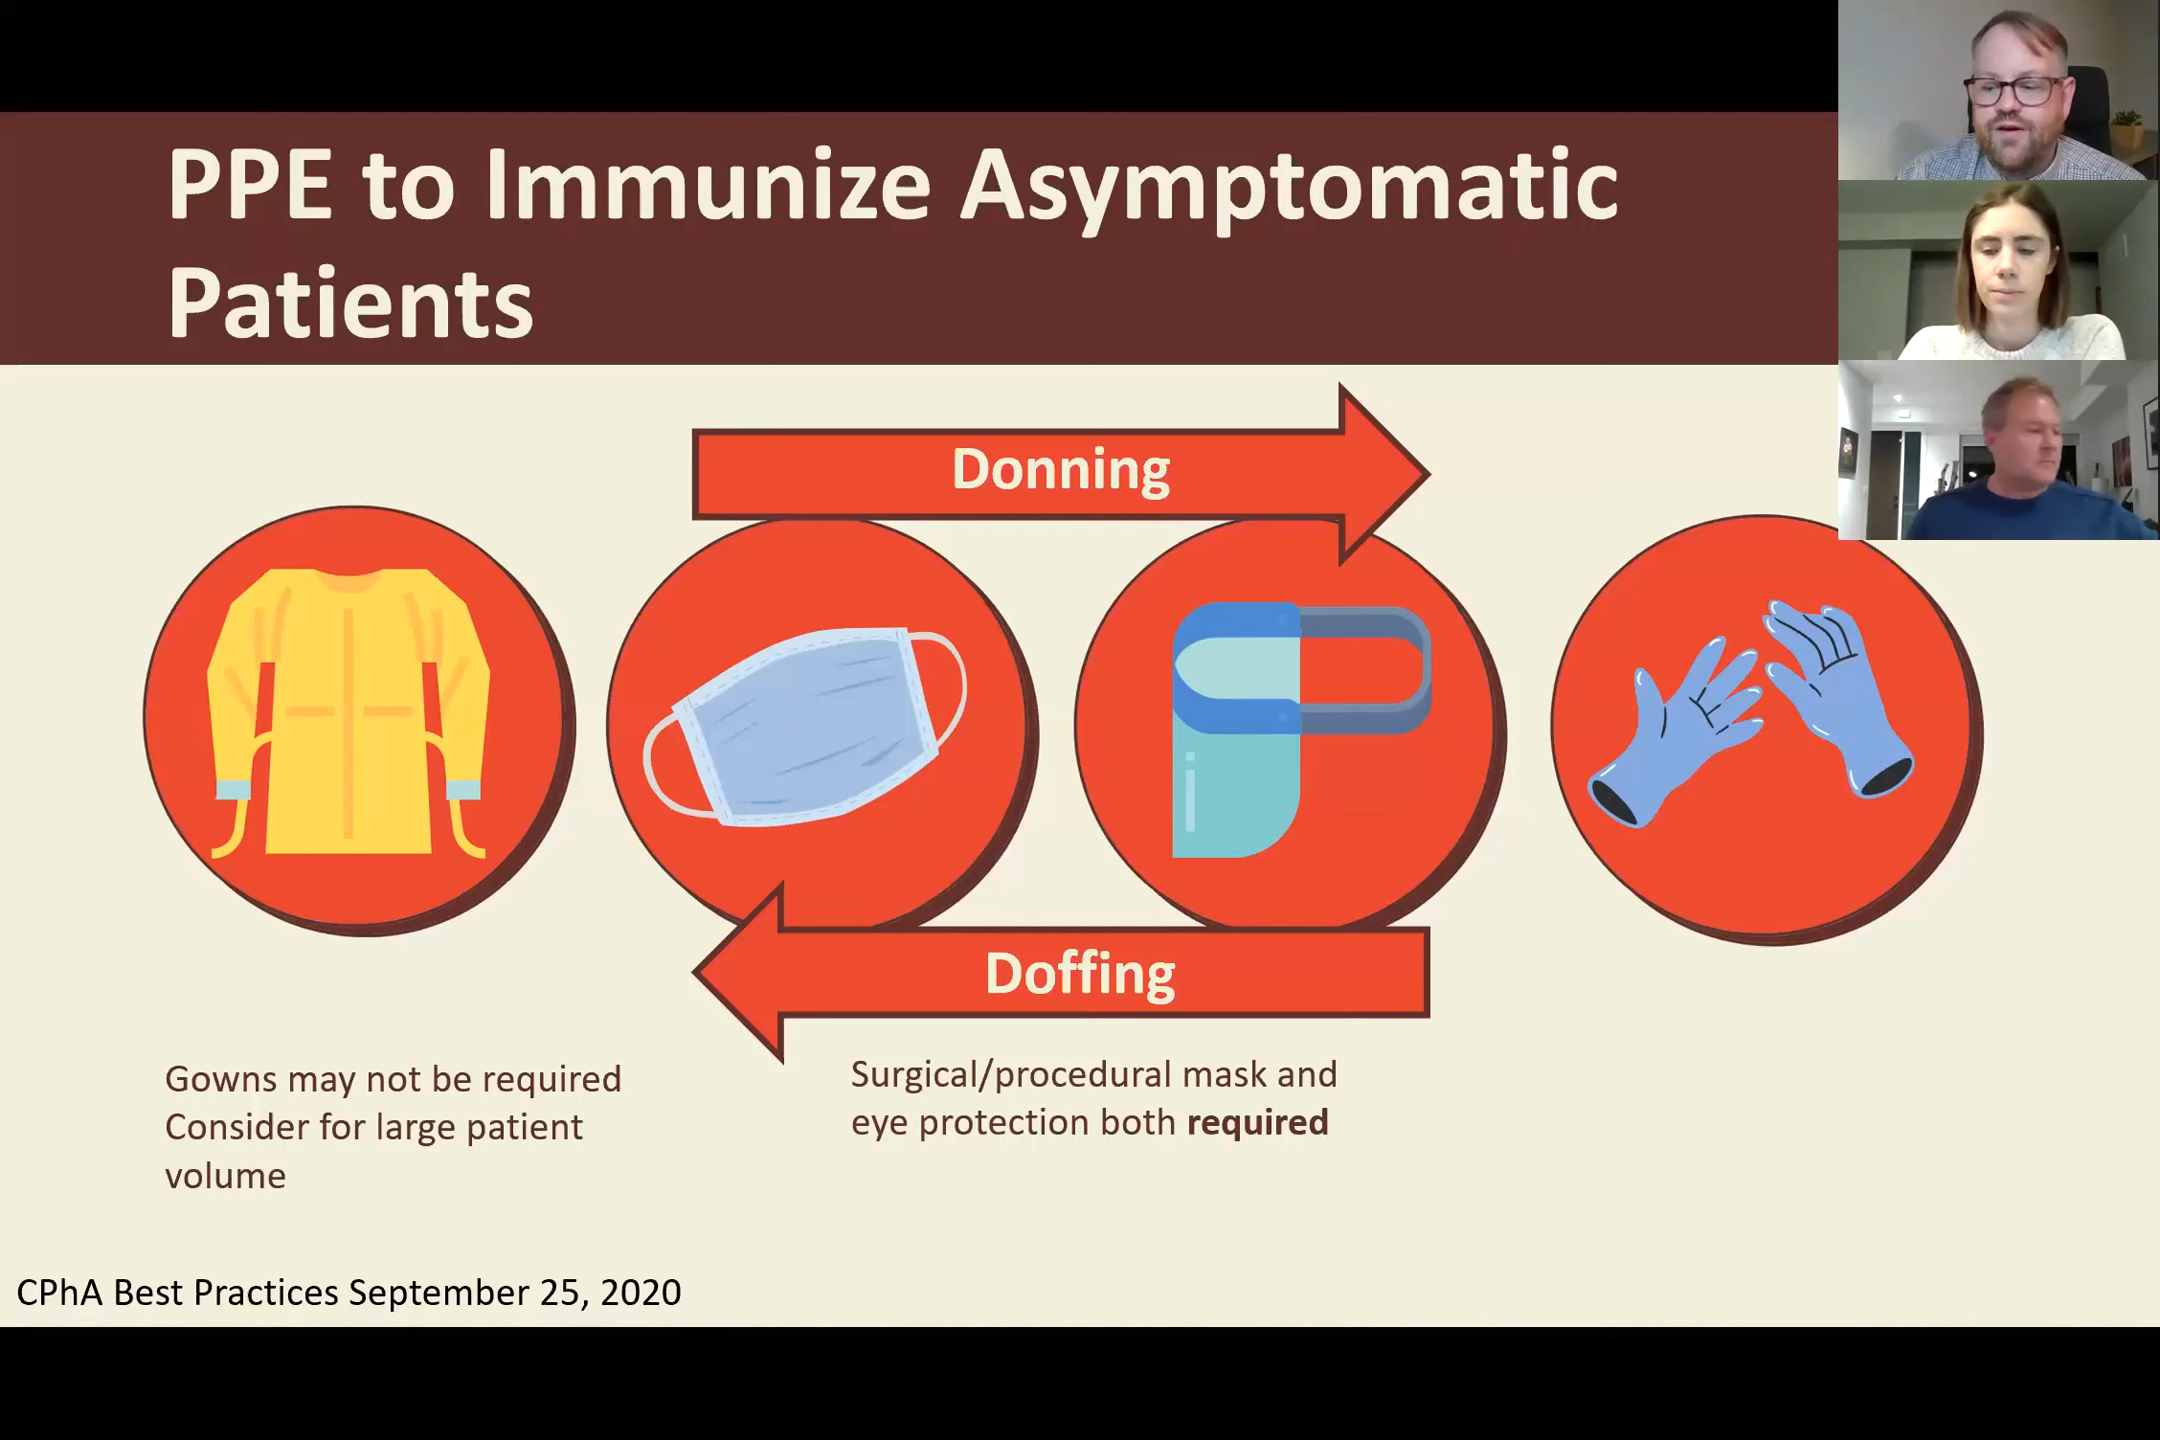 PPE to Immunize Asymptomatic
Patients
Donning
Doffing
Gowns may not be required
Consider for large patient
volume
Surgical/procedural mask and
eye protection both required
CPhA Best Practices September 25, 2020